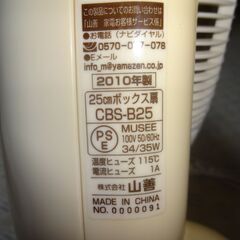 この製品についてのお問い合わせは
「山善 家電お客様サービス係」
●お電話(ナビダイヤル)
0570-0
-078
●Eメール
info_m@yamazen.co.jp
2010年製
25cmボックス扇
CBS-B25
PS
E
MUSEE
100V 50/60Hz
34/35W
温度ヒューズ 115℃
電流ヒューズ 1A
株式会社 山善
MADE IN CHINA
NO. 0000091